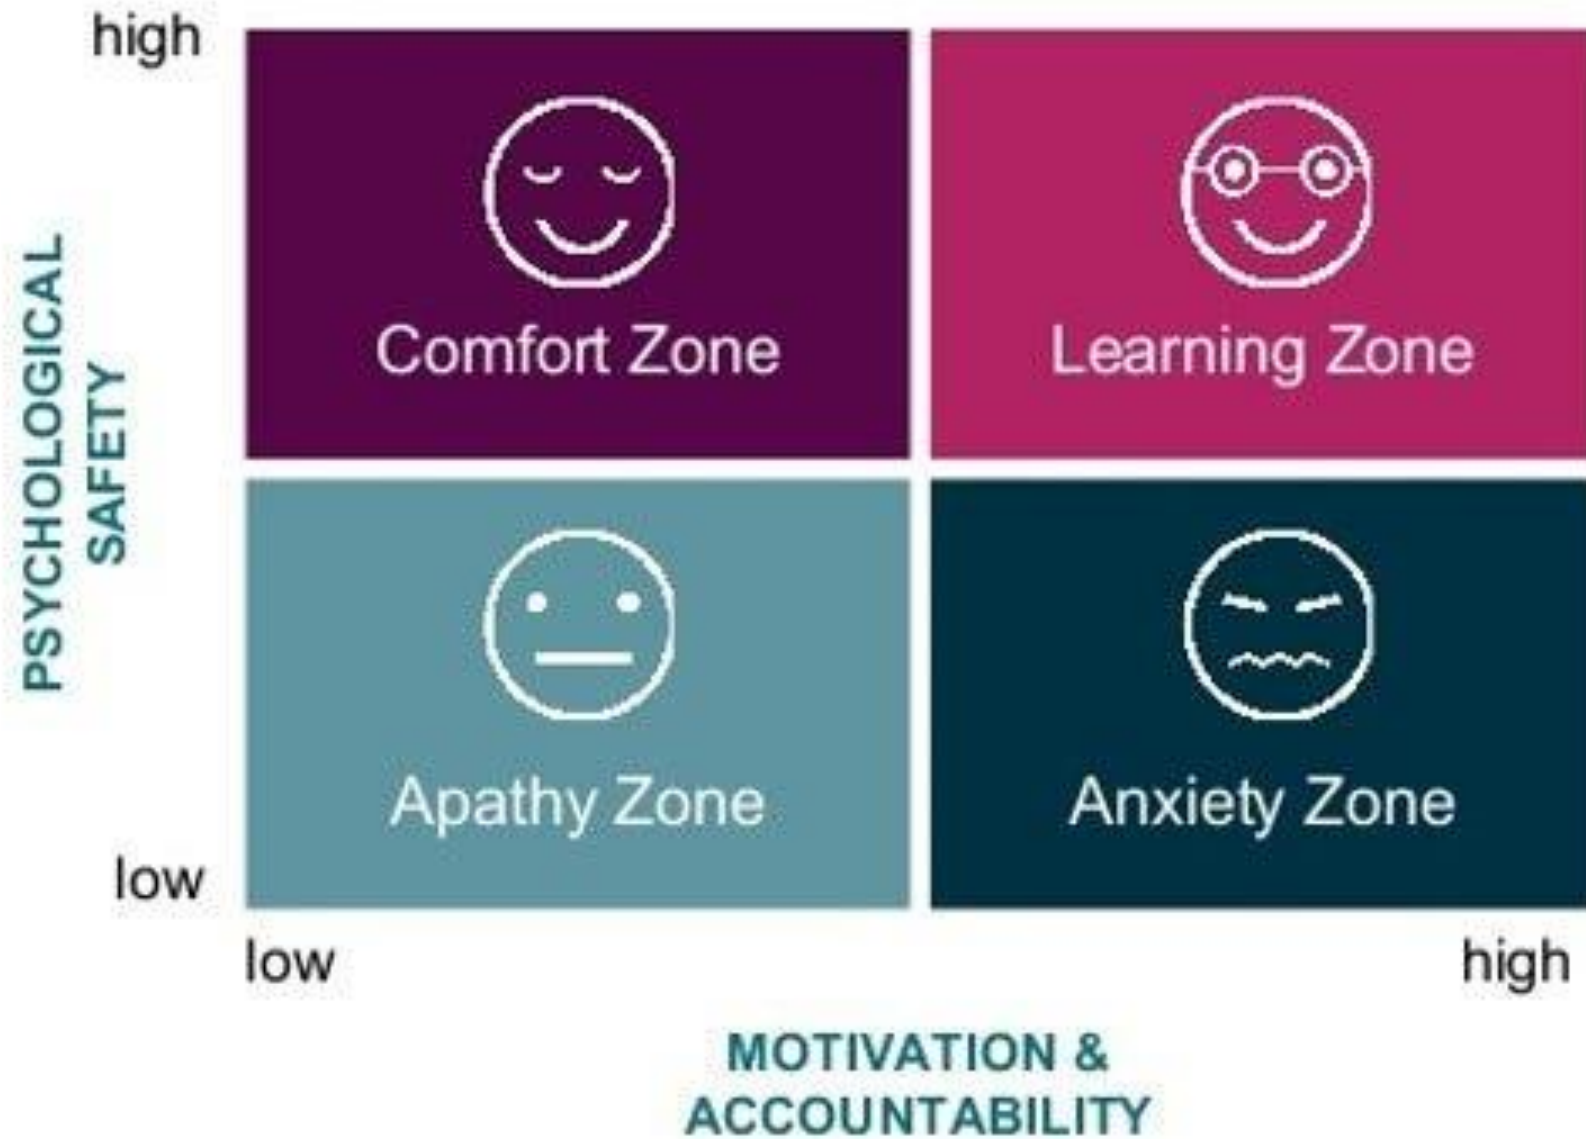 high
Comfort Zone
Learning Zone
PSYCHOLOGICAL
SAFETY
Apathy Zone
Anxiety Zone
low
low
high
MOTIVATION &
ACCOUNTABILITY